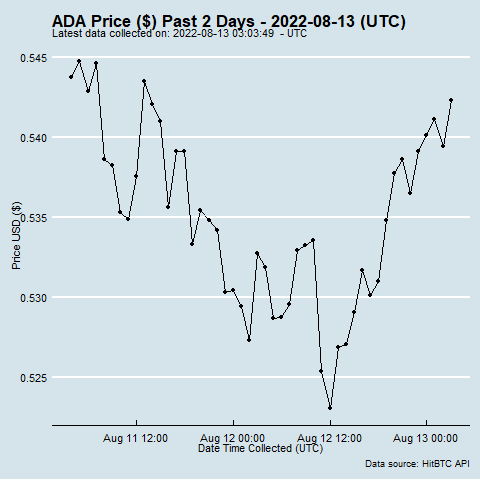 ADA Price ($) Past 2 Days - 2022-08-13 (UTC)
Latest data collected on: 2022-08-13 03:03:49 - UTC
0.545
0.540
0.535
0.530
0.525
Price USD ($)
Aug 11 12:00
Aug 12 00:00
Aug 12 12:00
Aug 13 00:00
Date Time Collected (UTC)
Data source: HitBTC API